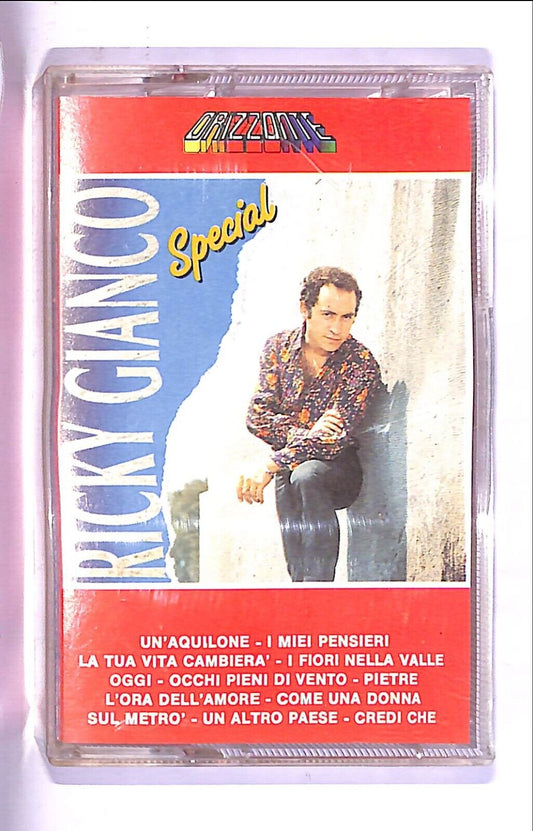 ORIZZONTE
RICKY GIANCO
Special
UN'AQUILONE - I MIEI PENSIERI
LA TUA VITA CAMBIERA' - I FIORI NELLA VALLE
OGGI - OCCHI PIENI DI VENTO - PIETRE
L'ORA DELL'AMORE - COME UNA DONNA
SUL METRO' - UN ALTRO PAESE - CREDI CHE